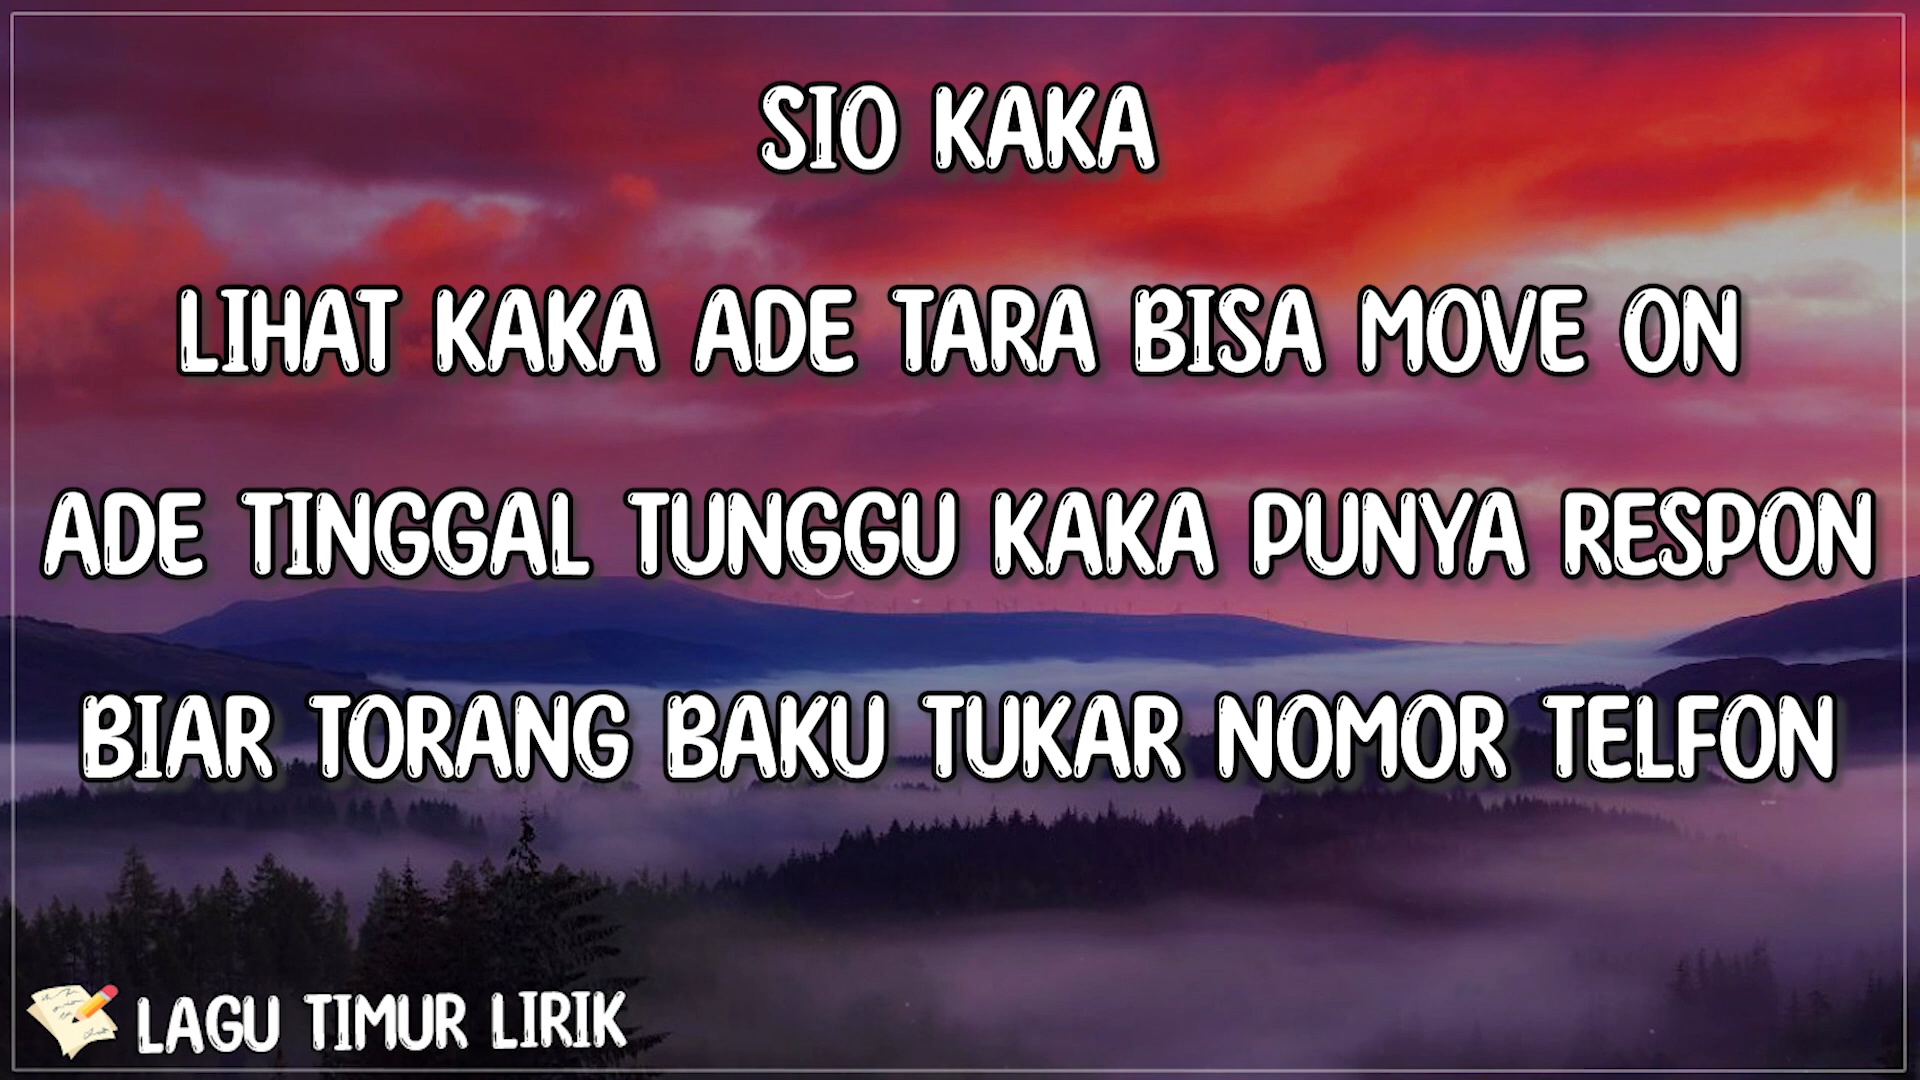 SIO KAKA
LIHAT KAKA ADE TARA BISA MOVE ON
ADE TINGGAL TUNGGU KAKA PUNYA RESPON
BIAR TORANG BAKU TUKAR NOMOR TELFON
LAGU TIMUR LIRIK